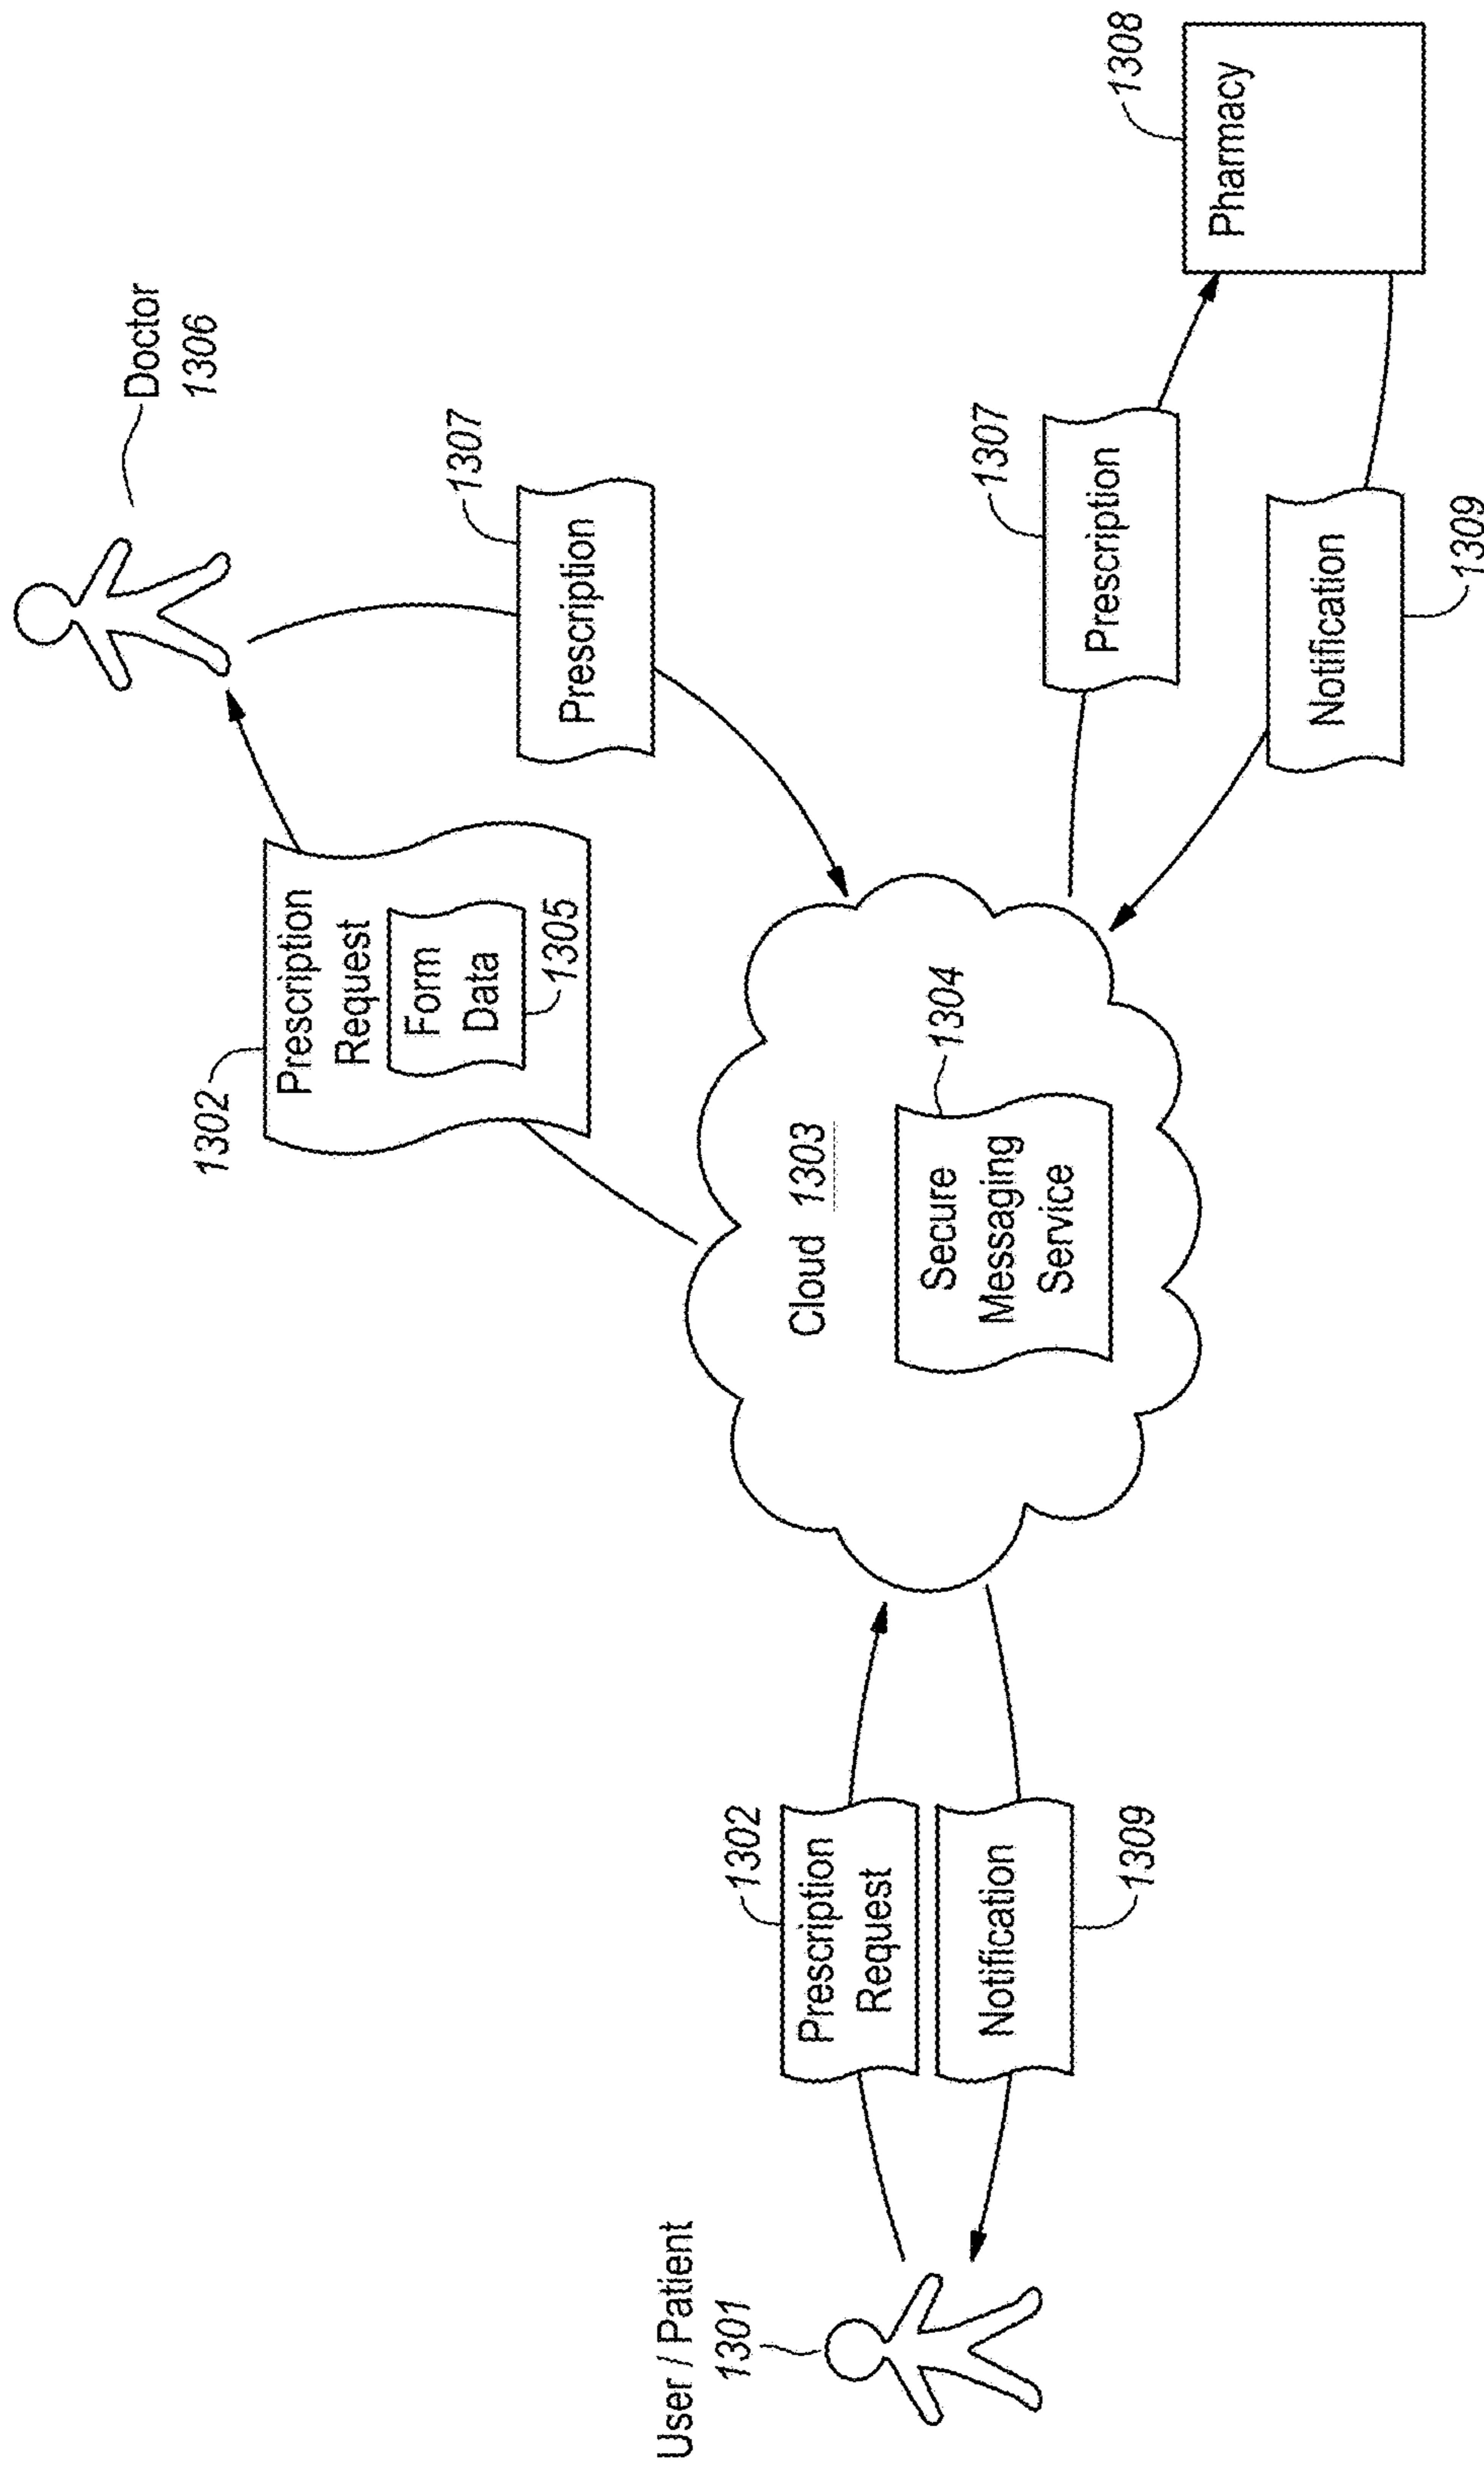 Doctor
1306
1302
Prescription
Request
Form
Data
1305
1307
Prescription
User / Patient
1301
1302
Prescription
Request
Notification
1309
Cloud 1303
Secure
Messaging
Service
1304
1307
Prescription
1308
Pharmacy
Notification
1309